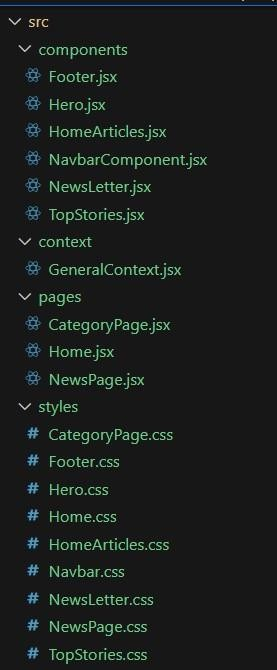 src
components
Footer.jsx
Hero.jsx
HomeArticles.jsx
NavbarComponent.jsx
NewsLetter.jsx
TopStories.jsx
context
GeneralContext.jsx
pages
CategoryPage.jsx
Home.jsx
NewsPage.jsx
styles
# CategoryPage.css
# Footer.css
# Hero.css
# Home.css
# HomeArticles.css
# Navbar.css
# NewsLetter.css
# NewsPage.css
# TopStories.css